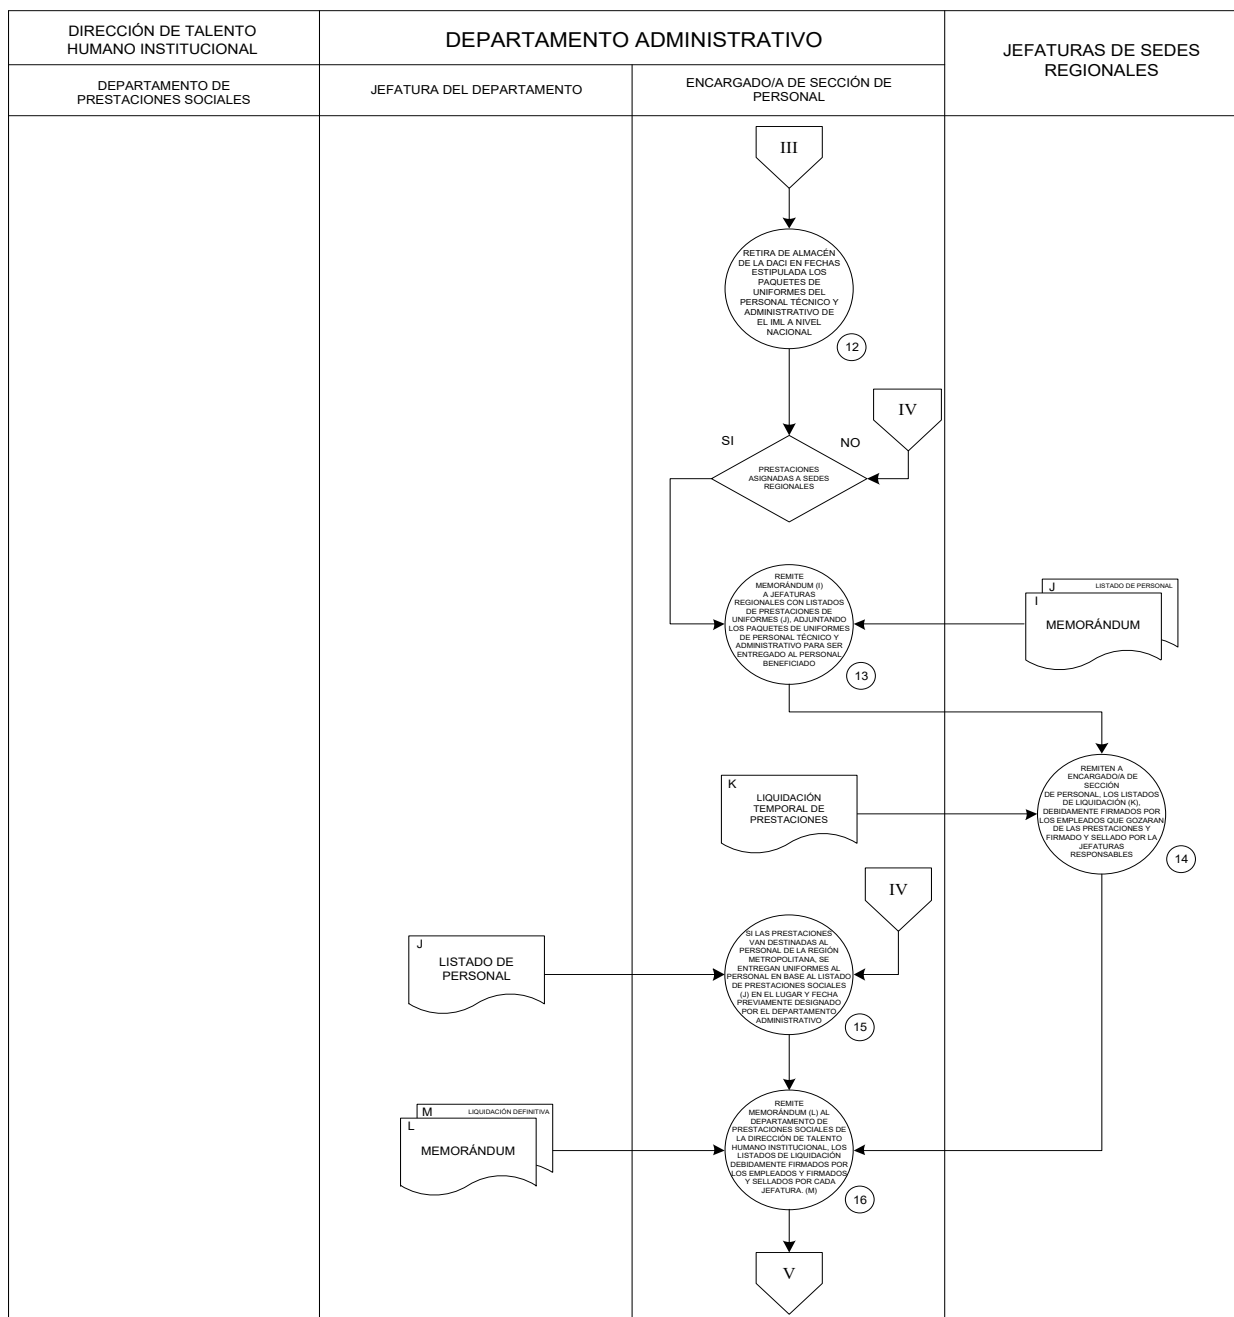 DIRECCIÓN DE TALENTO
HUMANO INSTITUCIONAL
DEPARTAMENTO ADMINISTRATIVO
JEFATURAS DE SEDES
REGIONALES
DEPARTAMENTO DE
PRESTACIONES SOCIALES
JEFATURA DEL DEPARTAMENTO
ENCARGADO/A DE SECCIÓN DE
PERSONAL
III
RETIRA DE ALMACÉN
DE LA DACI EN FECHAS
ESTIPULADA LOS
PAQUETES DE
UNIFORMES DEL
PERSONAL TÉCNICO Y
ADMINISTRATIVO DE
EL IML A NIVEL
NACIONAL
12
IV
SI
NO
PRESTACIONES
ASIGNADAS A SEDES
REGIONALES
REMITE
MEMORÁNDUM (I)
A JEFATURAS
REGIONALES CON LISTADOS
DE PRESTACIONES DE
UNIFORMES (J), ADJUNTANDO
LOS PAQUETES DE UNIFORMES
DE PERSONAL TÉCNICO Y
ADMINISTRATIVO PARA SER
ENTREGADO AL PERSONAL
BENEFICIADO
13
J
LISTADO DE PERSONAL
I
MEMORÁNDUM
REMITEN A
ENCARGADO/A DE
SECCIÓN
DE PERSONAL, LOS LISTADOS
DE LIQUIDACIÓN (K),
DEBIDAMENTE FIRMADOS POR
LOS EMPLEADOS QUE GOZARAN
DE LAS PRESTACIONES Y
FIRMADO Y SELLADO POR LA
JEFATURAS
RESPONSABLES
14
K
LIQUIDACIÓN
TEMPORAL DE
PRESTACIONES
IV
J
LISTADO DE
PERSONAL
SI LAS PRESTACIONES
VAN DESTINADAS AL
PERSONAL DE LA REGIÓN
METROPOLITANA, SE
ENTREGAN UNIFORMES AL
PERSONAL EN BASE AL LISTADO
DE PRESTACIONES SOCIALES
(J) EN EL LUGAR Y FECHA
PREVIAMENTE DESIGNADO
POR EL DEPARTAMENTO
ADMINISTRATIVO
15
M
LIQUIDACIÓN DEFINITIVA
L
MEMORÁNDUM
REMITE
MEMORÁNDUM (L) AL
DEPARTAMENTO DE
PRESTACIONES SOCIALES DE
LA DIRECCIÓN DE TALENTO
HUMANO INSTITUCIONAL, LOS
LISTADOS DE LIQUIDACIÓN
DEBIDAMENTE FIRMADOS POR
LOS EMPLEADOS Y FIRMADOS
Y SELLADOS POR CADA
JEFATURA. (M)
16
V